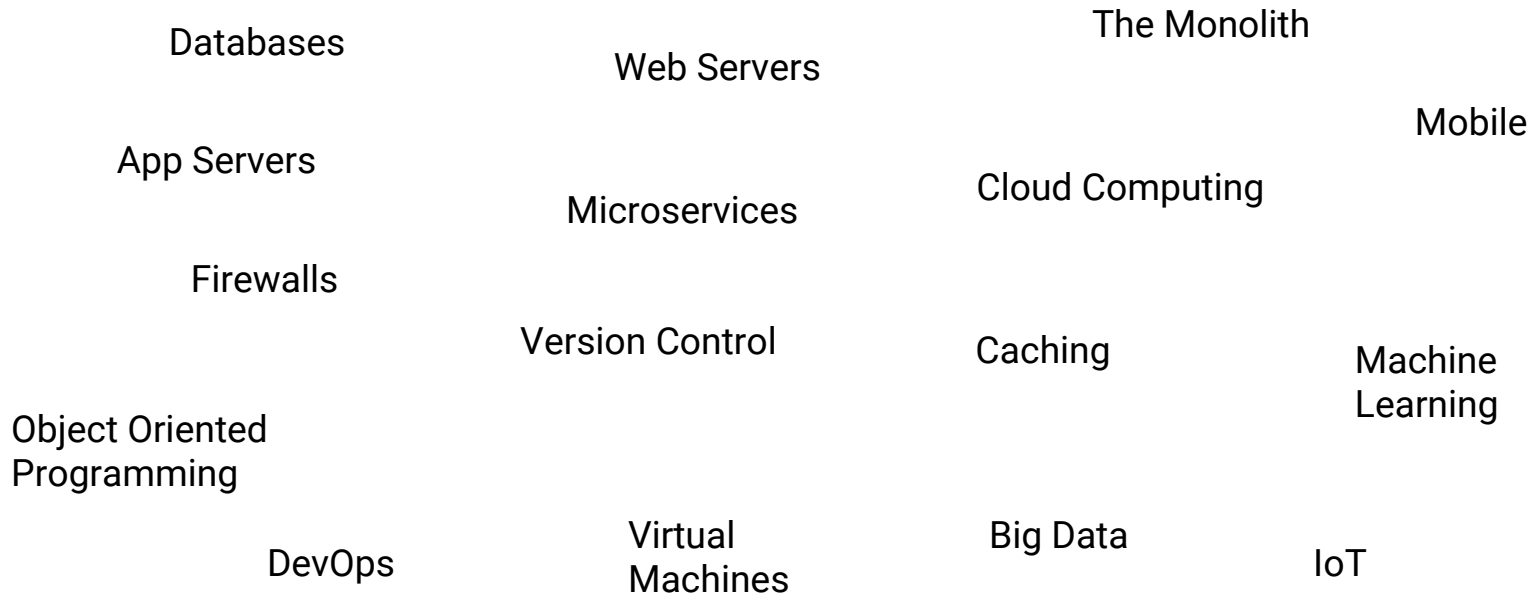 The Monolith
Databases
Web Servers
Mobile
App Servers
Cloud Computing
Microservices
Firewalls
Version Control
Caching
Machine
Learning
Object Oriented
Programming
Virtual
Machines
Big Data
DevOps
IoT